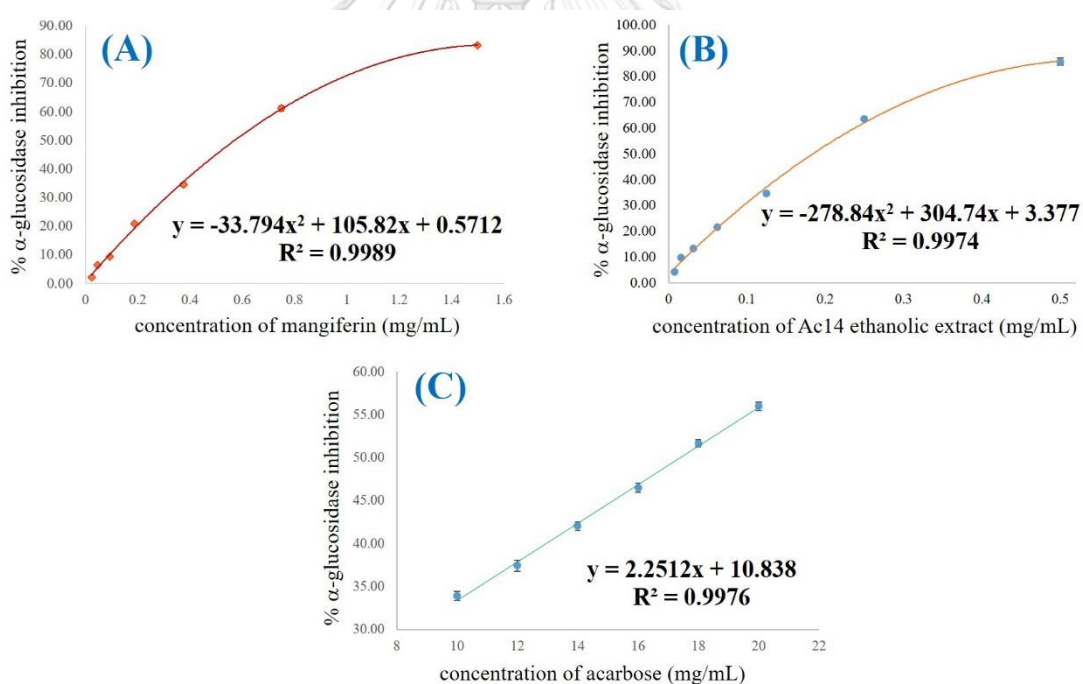 (A)
% α-glucosidase inhibition
90.00
80.00
70.00
60.00
50.00
40.00
30.00
20.00
10.00
0.00
y = -33.794x² + 105.82x + 0.5712
R² = 0.9989
0 0.2 0.4 0.6 0.8 1 1.2 1.4 1.6
concentration of mangiferin (mg/mL)
(B)
% α-glucosidase inhibition
100.00
90.00
80.00
70.00
60.00
50.00
40.00
30.00
20.00
10.00
0.00
y = -278.84x² + 304.74x + 3.377
R² = 0.9974
0 0.1 0.2 0.3 0.4 0.5
concentration of Ac14 ethanolic extract (mg/mL)
(C)
% α-glucosidase inhibition
60.00
55.00
50.00
45.00
40.00
35.00
30.00
y = 2.2512x + 10.838
R² = 0.9976
8 10 12 14 16 18 20 22
concentration of acarbose (mg/mL)